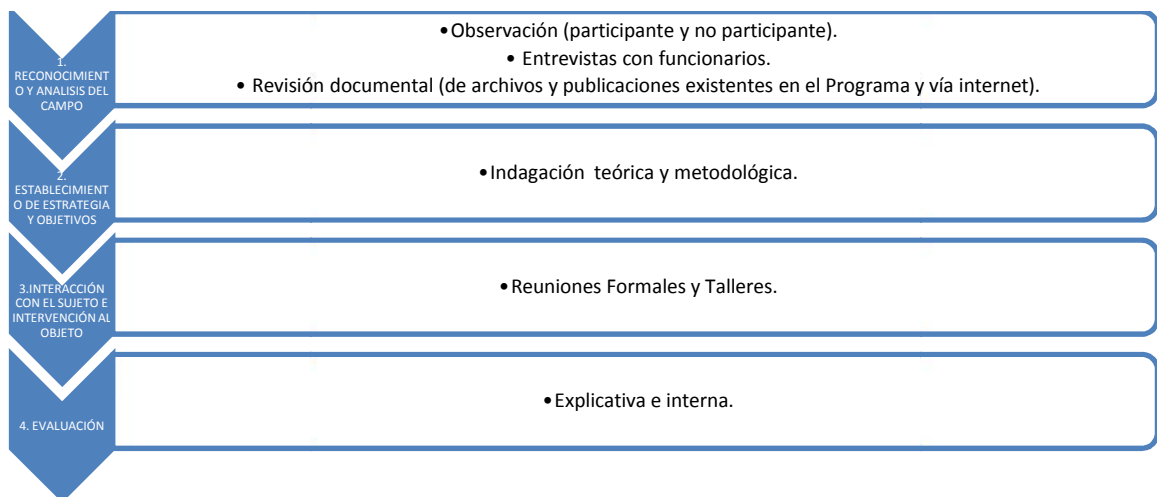 1.
RECONOCIMIENT
O Y ANALISIS DEL
CAMPO
•Observación (participante y no participante).
• Entrevistas con funcionarios.
• Revisión documental (de archivos y publicaciones existentes en el Programa y vía internet).
2.
ESTABLECIMIENT
O DE ESTRATEGIA
Y OBJETIVOS
•Indagación teórica y metodológica.
3.INTERACCIÓN
CON EL SUJETO E
INTERVENCIÓN AL
OBJETO
•Reuniones Formales y Talleres.
4. EVALUACIÓN
•Explicativa e interna.